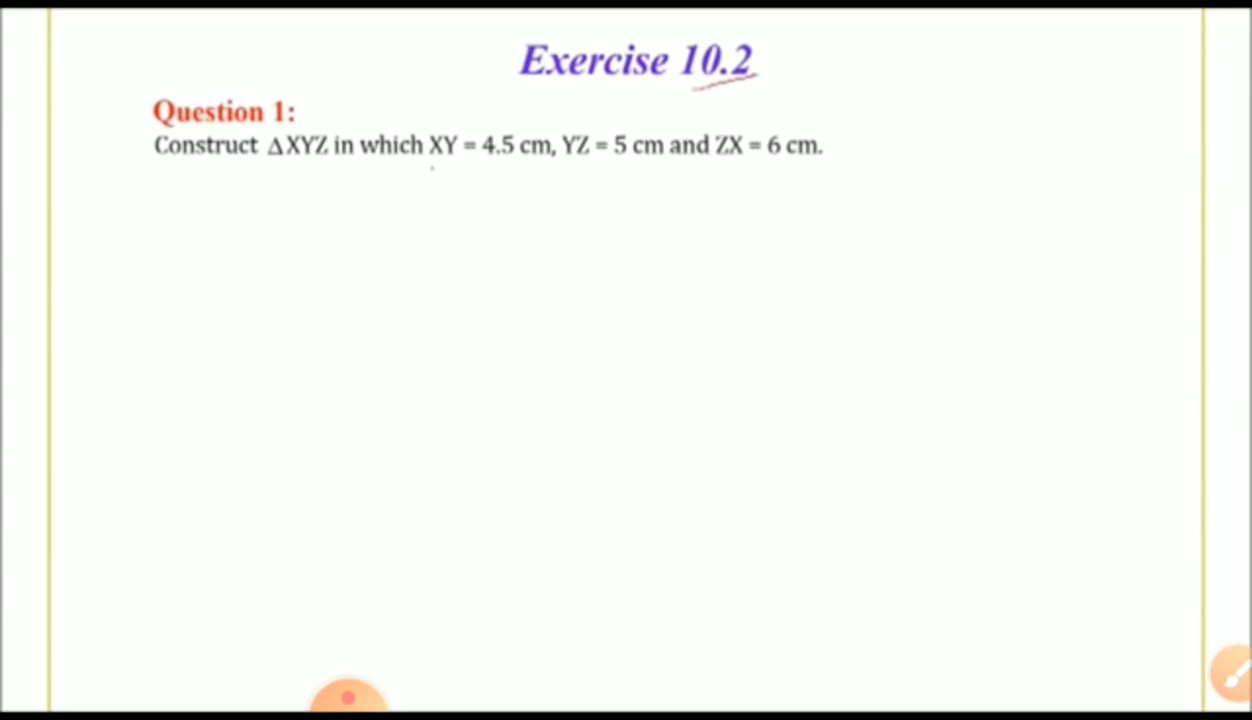 Exercise 10.2
Question 1:
Construct ΔXYZ in which XY = 4.5 cm, YZ = 5 cm and ZX = 6 cm.